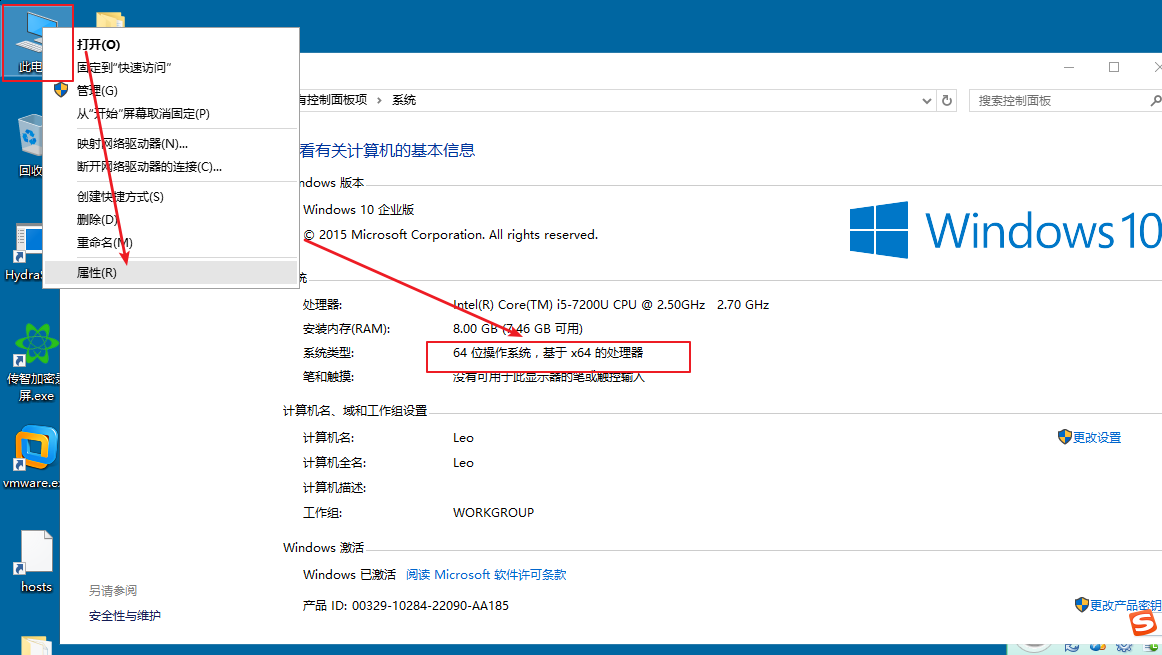 此电
打开(O)
固定到"快速访问"
管理(G)
从"开始"屏幕取消固定(P)
映射网络驱动器(N)...
断开网络驱动器的连接(C)...
创建快捷方式(S)
删除(D)
重命名(M)
属性(R)
回收
HydraS
传智加密
屏.exe
vmware.ex
hosts
有控制面板项 › 系统
搜索控制面板
看有关计算机的基本信息
ndows 版本
Windows 10 企业版
© 2015 Microsoft Corporation. All rights reserved.
Windows 10
统
处理器: Intel(R) Core(TM) i5-7200U CPU @ 2.50GHz 2.70 GHz
安装内存(RAM): 8.00 GB (7.46 GB 可用)
系统类型: 64 位操作系统，基于 x64 的处理器
笔和触摸: 没有可用于此显示器的笔或触控输入
计算机名、域和工作组设置
计算机名: Leo
更改设置
计算机全名: Leo
计算机描述:
工作组: WORKGROUP
Windows 激活
Windows 已激活 阅读 Microsoft 软件许可条款
产品 ID: 00329-10284-22090-AA185
更改产品密钥
另请参阅
安全性与维护